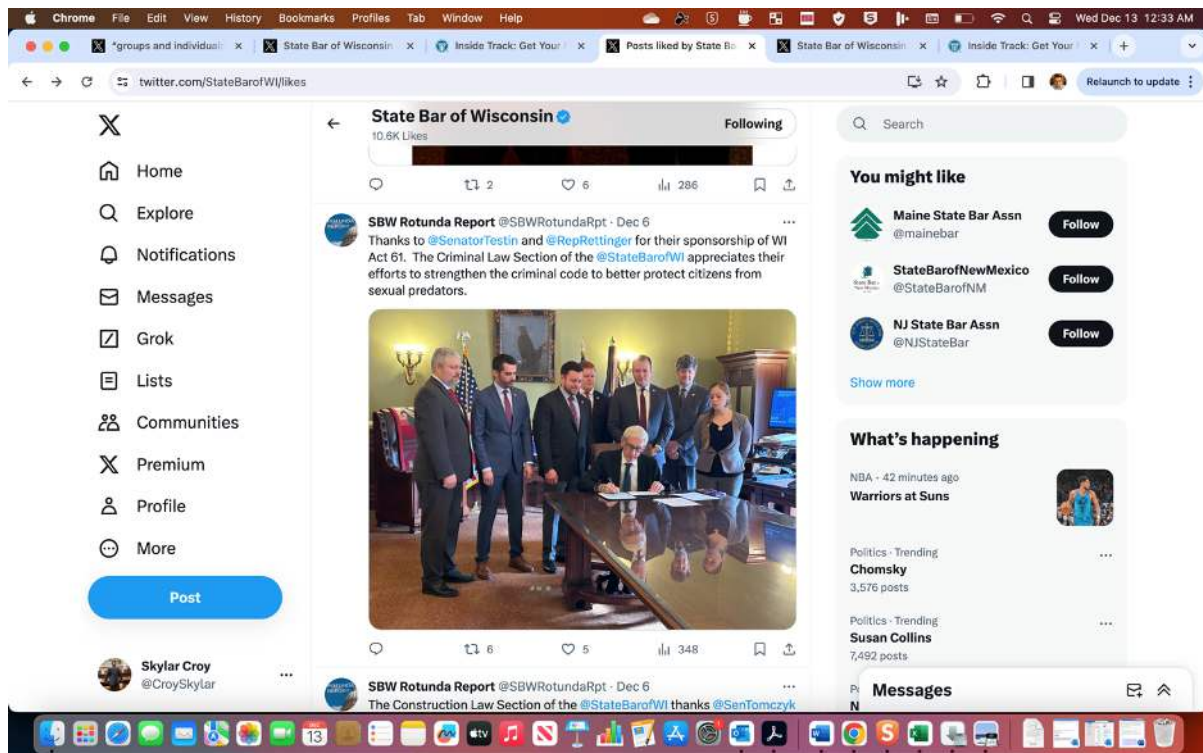 Chrome File Edit View History Bookmarks Profiles Tab Window Help Wed Dec 13 12:33 AM
*groups and individuals State Bar of Wisconsin Inside Track: Get Your Posts liked by State Ba State Bar of Wisconsin Inside Track: Get Your
twitter.com/StateBarofWI/likes Relaunch to update
State Bar of Wisconsin
10.6K Likes
Following
2 6 286
SBW Rotunda Report @SBWRotundaRpt · Dec 6
Thanks to @SenatorTestin and @RepRettinger for their sponsorship of WI
Act 61. The Criminal Law Section of the @StateBarofWI appreciates their
efforts to strengthen the criminal code to better protect citizens from
sexual predators.
6 5 348
SBW Rotunda Report @SBWRotundaRpt · Dec 6
The Construction Law Section of the @StateBarofWI thanks @SenTomczyk
Home
Explore
Notifications
Messages
Grok
Lists
Communities
Premium
Profile
More
Post
Skylar Croy
@CroySkylar
Search
You might like
Maine State Bar Assn
@mainebar
Follow
StateBarofNewMexico
@StateBarofNM
Follow
NJ State Bar Assn
@NJStateBar
Follow
Show more
What's happening
NBA · 42 minutes ago
Warriors at Suns
Politics · Trending
Chomsky
3,576 posts
Politics · Trending
Susan Collins
7,492 posts
Messages
DEC
13
tv